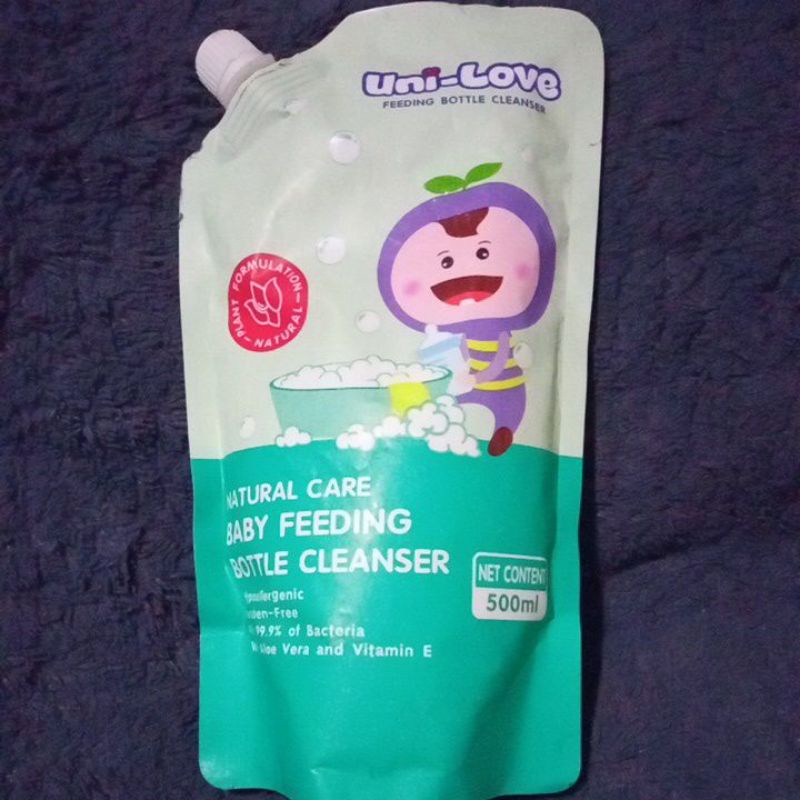 Uni-Love
FEEDING BOTTLE CLEANSER
PLANT FORMULATION
NATURAL
NATURAL CARE
BABY FEEDING
BOTTLE CLEANSER
NET CONTENT
500ml
99.9% of Bacteria
Aloe Vera and Vitamin E